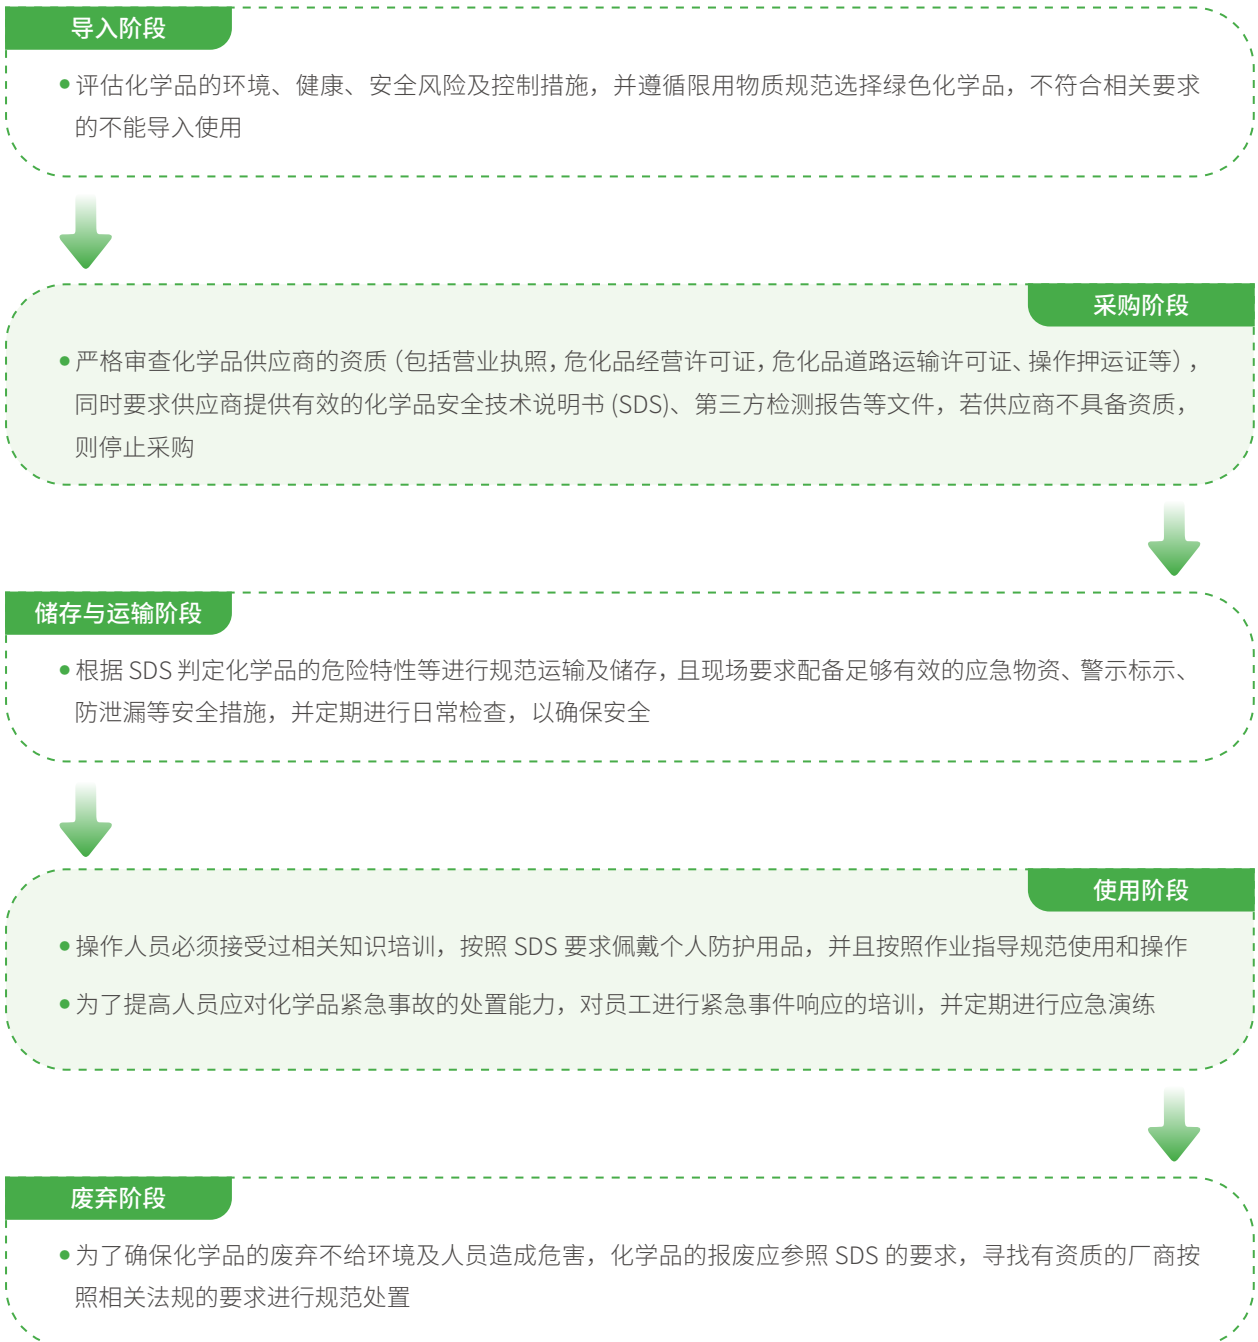 导入阶段
●评估化学品的环境、健康、安全风险及控制措施，并遵循限用物质规范选择绿色化学品，不符合相关要求
的不能导入使用
采购阶段
●严格审查化学品供应商的资质（包括营业执照，危化品经营许可证，危化品道路运输许可证、操作押运证等），
同时要求供应商提供有效的化学品安全技术说明书 (SDS)、第三方检测报告等文件，若供应商不具备资质，
则停止采购
储存与运输阶段
●根据 SDS 判定化学品的危险特性等进行规范运输及储存，且现场要求配备足够有效的应急物资、警示标示、
防泄漏等安全措施，并定期进行日常检查，以确保安全
使用阶段
●操作人员必须接受过相关知识培训，按照 SDS 要求佩戴个人防护用品，并且按照作业指导规范使用和操作
●为了提高人员应对化学品紧急事故的处置能力，对员工进行紧急事件响应的培训，并定期进行应急演练
废弃阶段
●为了确保化学品的废弃不给环境及人员造成危害，化学品的报废应参照 SDS 的要求，寻找有资质的厂商按
照相关法规的要求进行规范处置